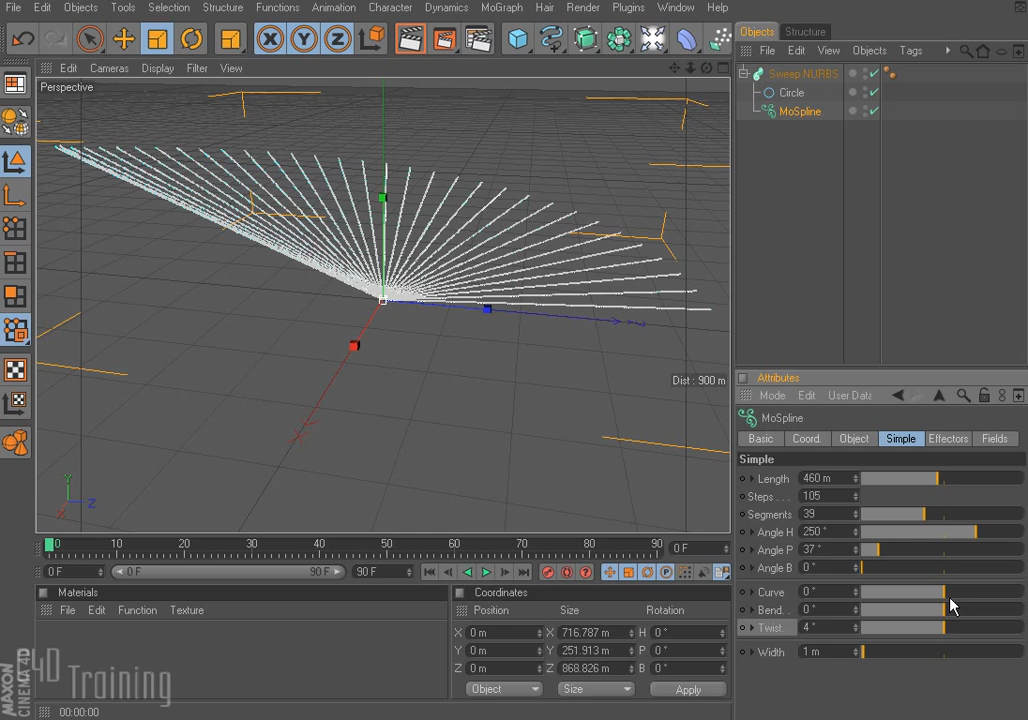 File Edit Objects Tools Selection Structure Functions Animation Character Dynamics MoGraph Hair Render Plugins Window Help
Objects Structure
Edit Cameras Display Filter View
File Edit View Objects Tags
Perspective
Sweep NURBS
Circle
MoSpline
Dist : 900 m
Y
Z
X
Attributes
Mode Edit User Data
MoSpline
Basic Coord. Object Simple Effectors Fields
Simple
Length 460 m
Steps . . . 105
Segments 39
Angle H 250 °
Angle P 37 °
Angle B 0 °
Curve 0 °
Bend. . 0 °
Twist. 4 °
Width 1 m
0 10 20 30 40 50 60 70 80 90 0 F
0 F 0 F 90 F 90 F
Materials
File Edit Function Texture
Coordinates
Position Size Rotation
X 0 m X 716.787 m H 0 °
Y 0 m Y 251.913 m P 0 °
Z 0 m Z 868.826 m B 0 °
Object Size Apply
MAXON
CINEMA 4D
4D Training
00:00:00